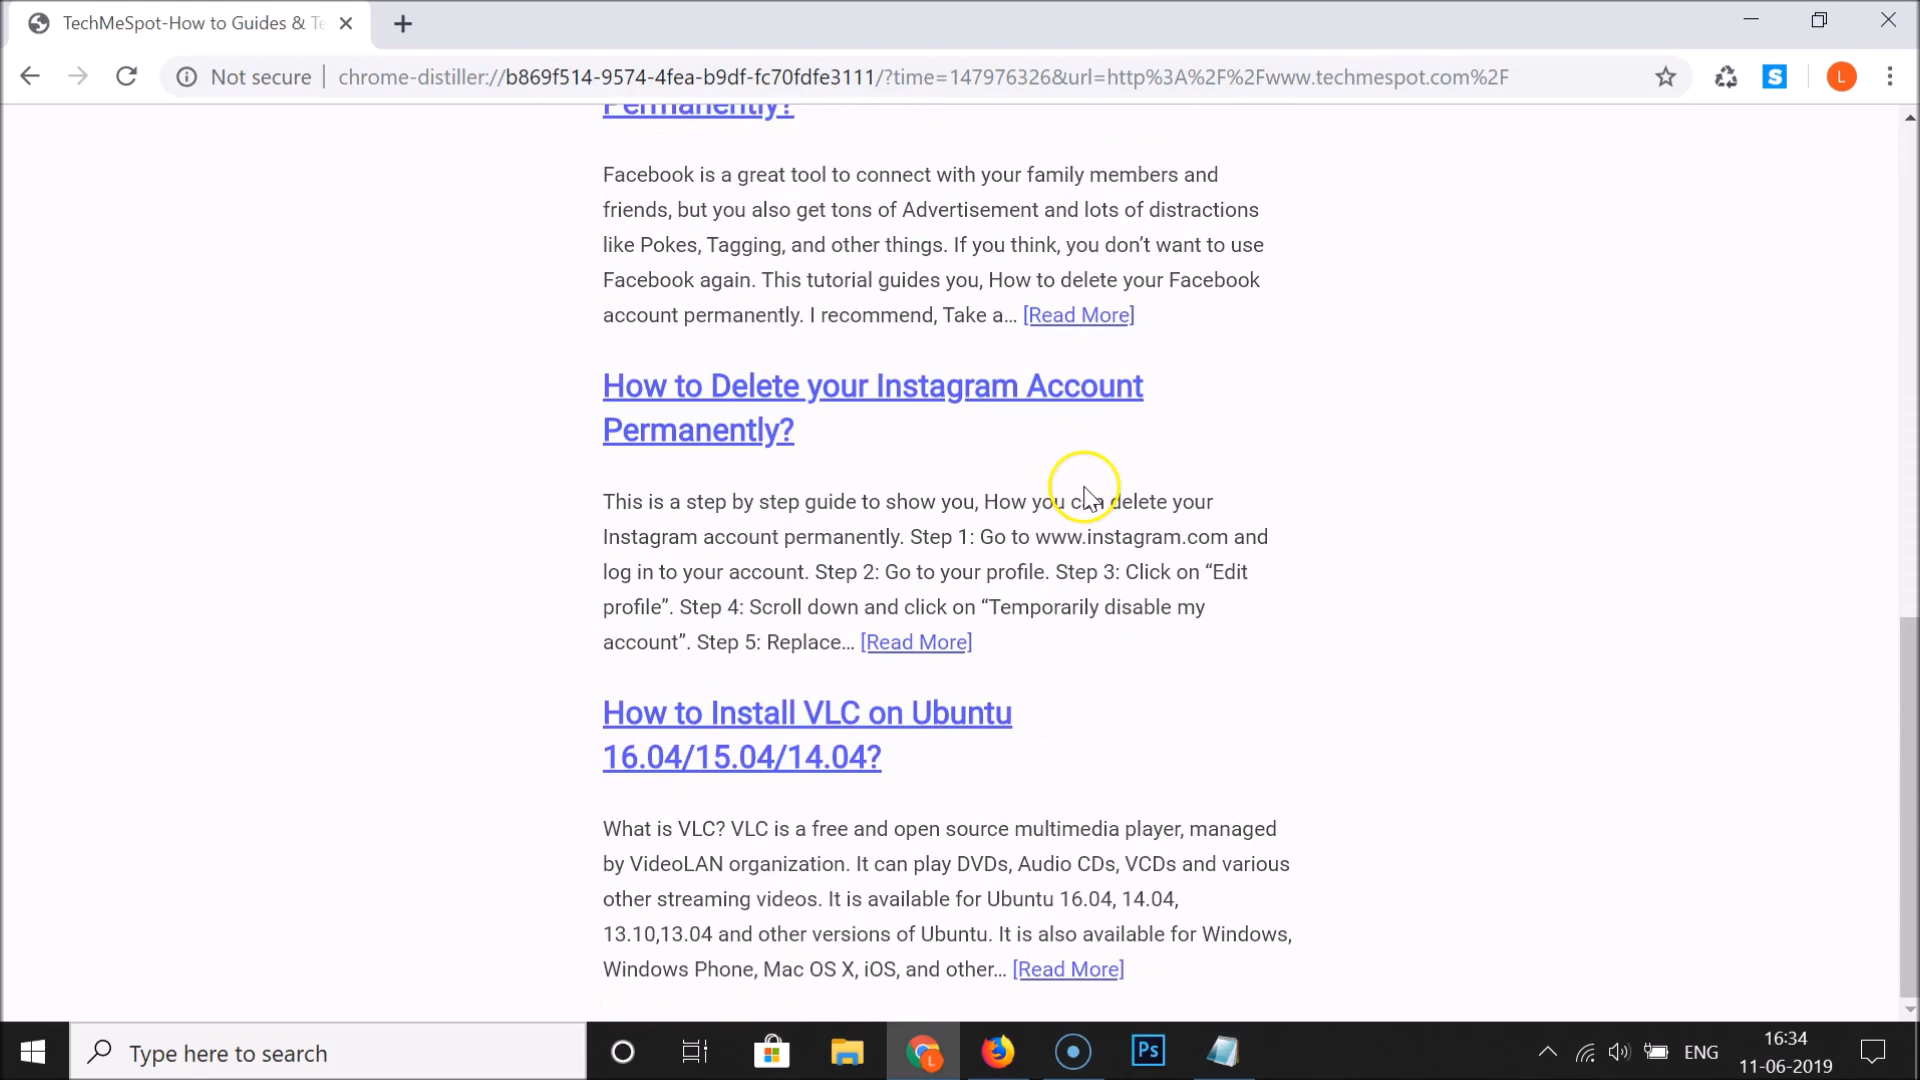 TechMeSpot-How to Guides & Te
Not secure
chrome-distiller://b869f514-9574-4fea-b9df-fc70fdfe3111/?time=147976326&url=http%3A%2F%2Fwww.techmespot.com%2F
S
L
Permanently?
Facebook is a great tool to connect with your family members and
friends, but you also get tons of Advertisement and lots of distractions
like Pokes, Tagging, and other things. If you think, you don’t want to use
Facebook again. This tutorial guides you, How to delete your Facebook
account permanently. I recommend, Take a… [Read More]
How to Delete your Instagram Account
Permanently?
This is a step by step guide to show you, How you can delete your
Instagram account permanently. Step 1: Go to www.instagram.com and
log in to your account. Step 2: Go to your profile. Step 3: Click on “Edit
profile”. Step 4: Scroll down and click on “Temporarily disable my
account”. Step 5: Replace… [Read More]
How to Install VLC on Ubuntu
16.04/15.04/14.04?
What is VLC? VLC is a free and open source multimedia player, managed
by VideoLAN organization. It can play DVDs, Audio CDs, VCDs and various
other streaming videos. It is available for Ubuntu 16.04, 14.04,
13.10,13.04 and other versions of Ubuntu. It is also available for Windows,
Windows Phone, Mac OS X, iOS, and other… [Read More]
Type here to search
L
Ps
ENG
16:34
11-06-2019